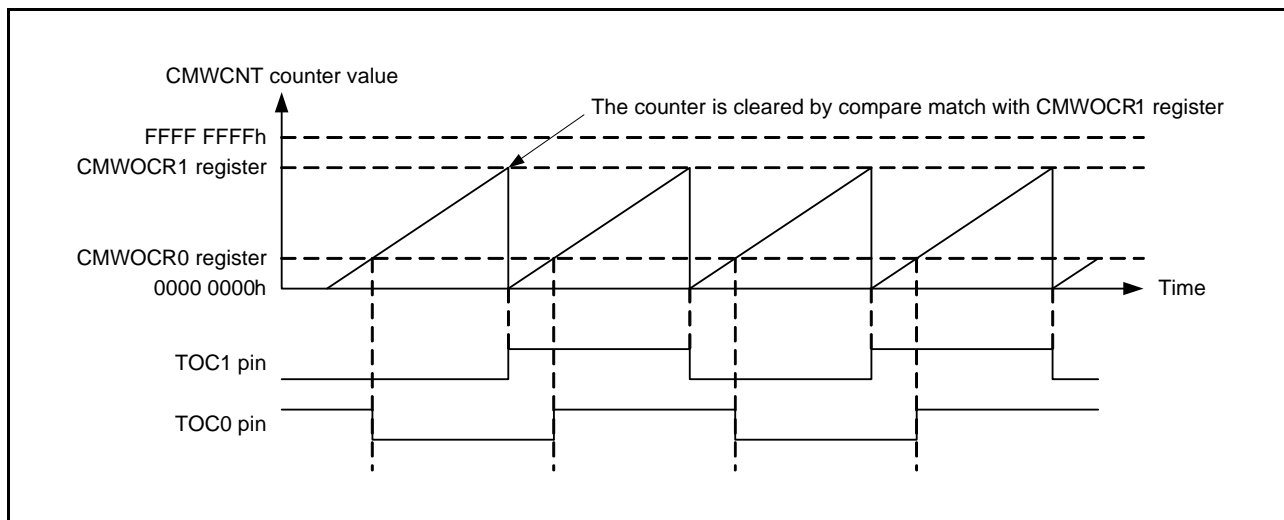 CMWCNT counter value
The counter is cleared by compare match with CMWOCR1 register
FFFF FFFFh
CMWOCR1 register
CMWOCR0 register
0000 0000h
Time
TOC1 pin
TOC0 pin